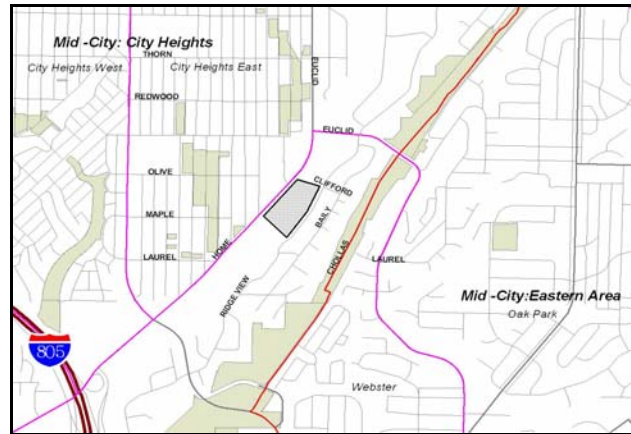 Mid -City: City Heights
THORN
City Heights West
City Heights East
EUCLID
REDWOOD
EUCLID
OLIVE
CLIFFORD
MAPLE
BAILY
HOME
LAUREL
CHOLLAS
LAUREL
RIDGE VIEW
Mid -City:Eastern Area
Oak Park
805
Webster